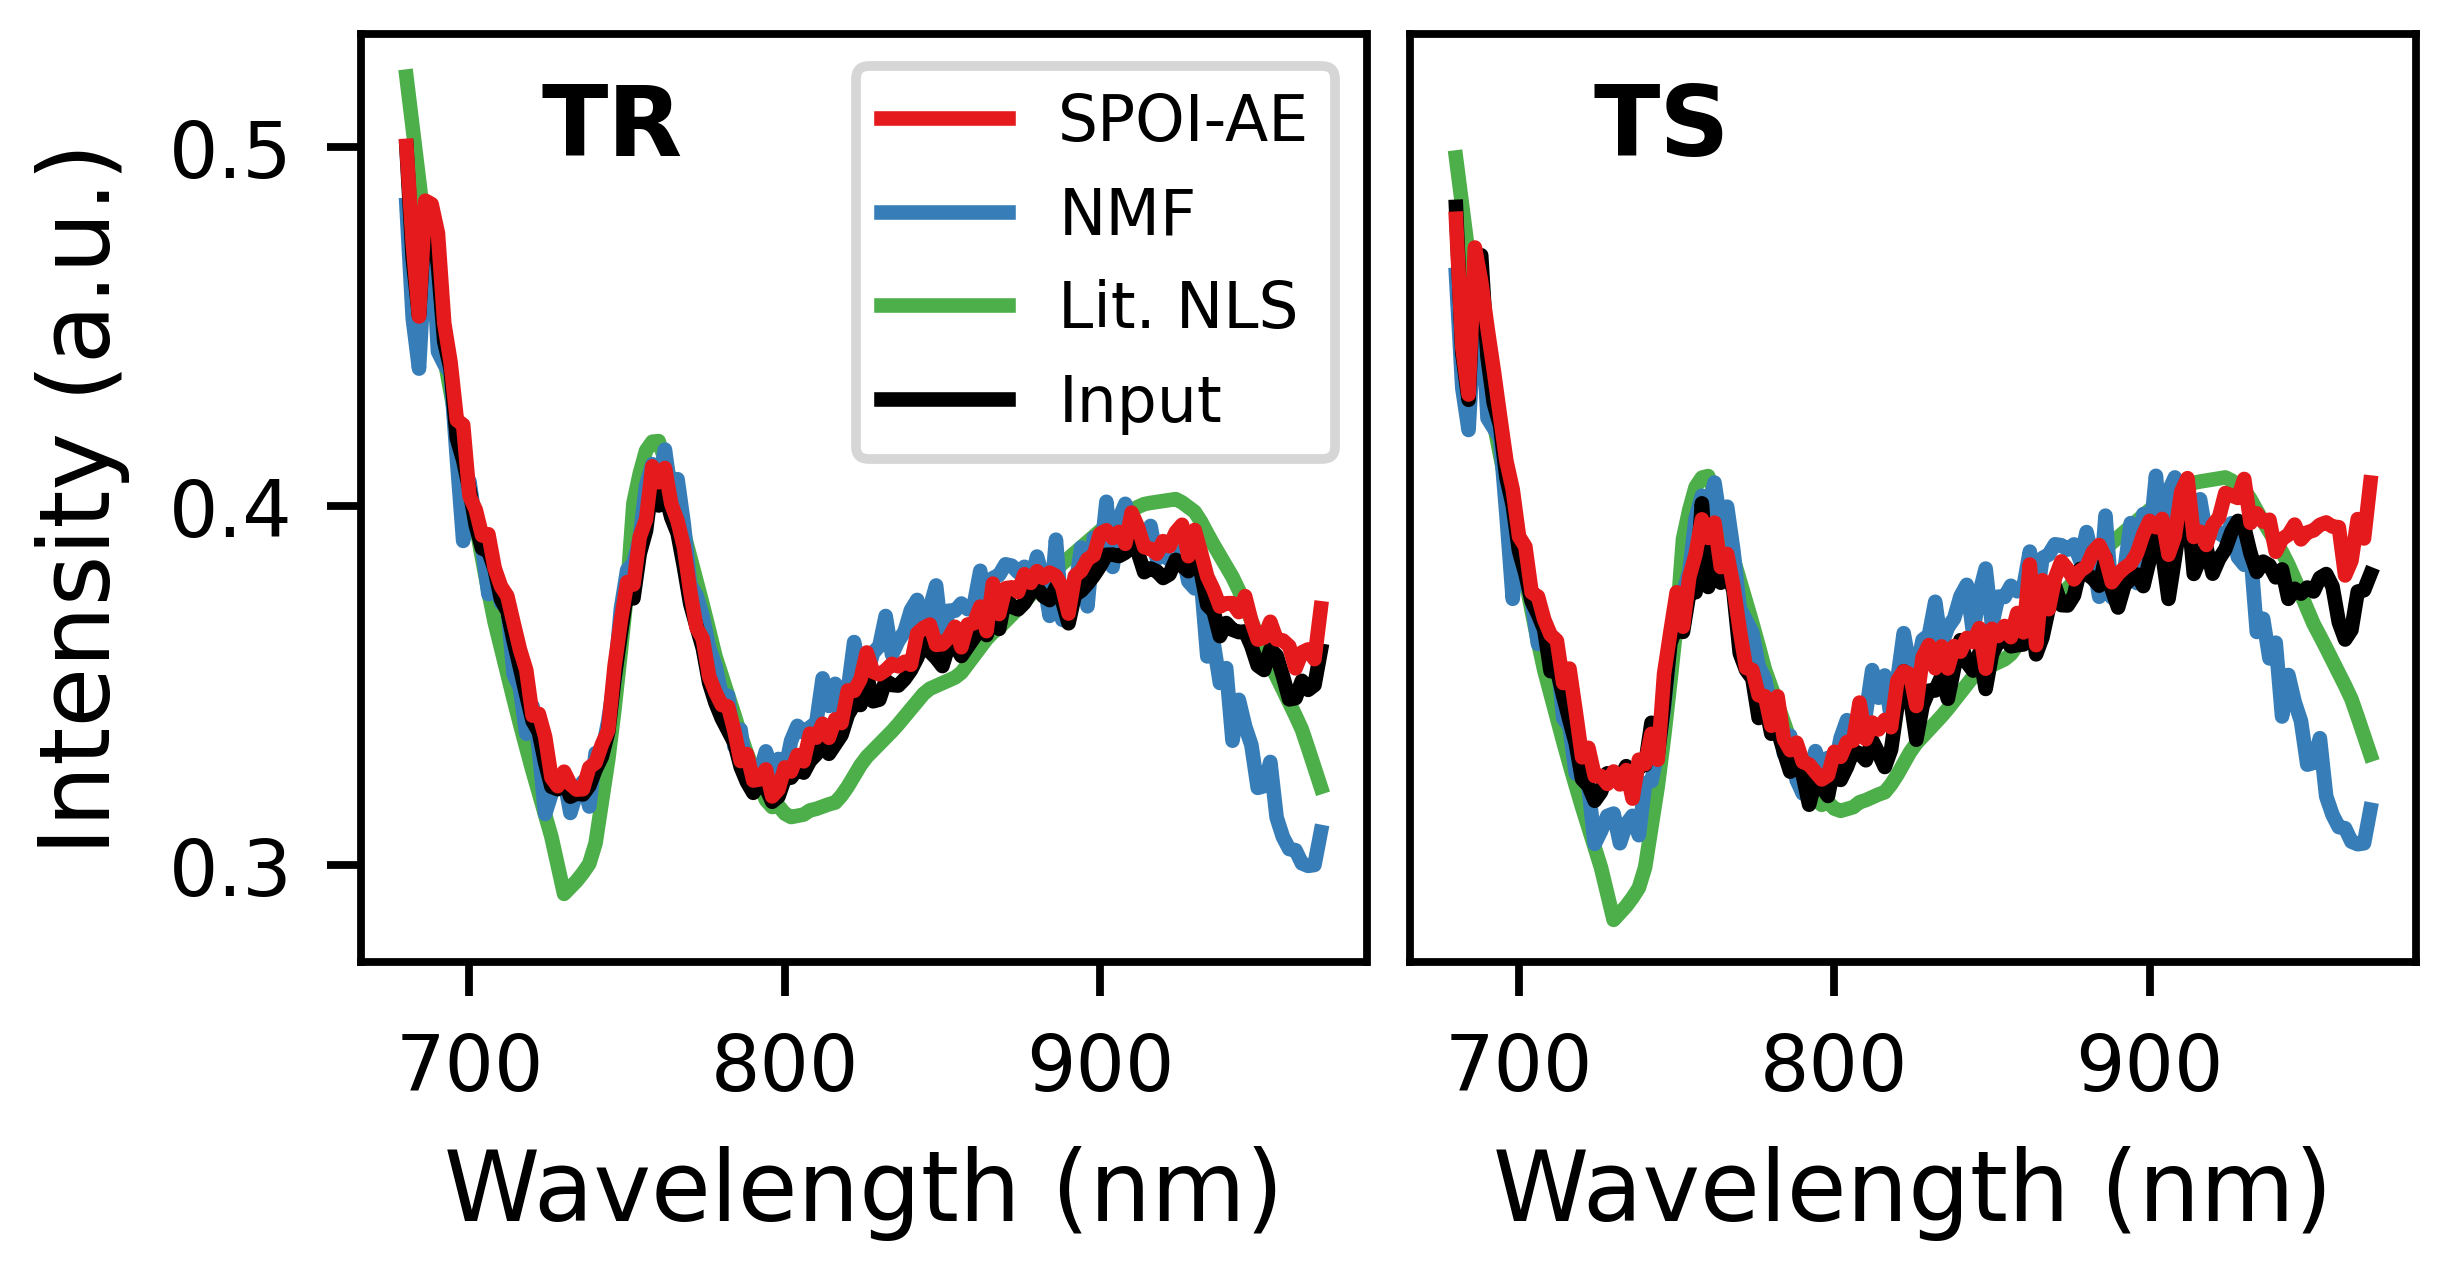 TR
SPOI-AE
NMF
Lit. NLS
Input
TS
Intensity (a.u.)
0.5
0.4
0.3
700 800 900
700 800 900
Wavelength (nm)
Wavelength (nm)